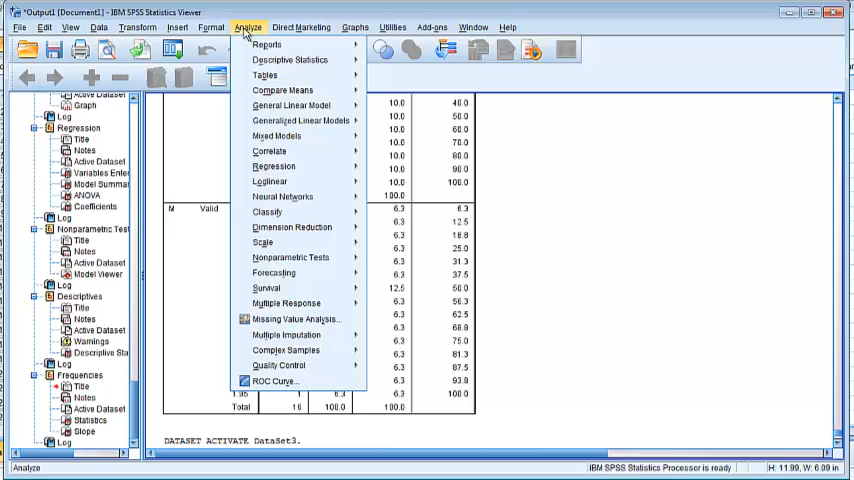 *Output1 [Document1] - IBM SPSS Statistics Viewer
File Edit View Data Transform Insert Format Analyze Direct Marketing Graphs Utilities Add-ons Window Help
Reports
Descriptive Statistics
Tables
Compare Means
General Linear Model
Generalized Linear Models
Mixed Models
Correlate
Regression
Loglinear
Neural Networks
Classify
Dimension Reduction
Scale
Nonparametric Tests
Forecasting
Survival
Multiple Response
Missing Value Analysis...
Multiple Imputation
Complex Samples
Quality Control
ROC Curve...
Active Dataset
Graph
Log
Regression
Title
Notes
Active Dataset
Variables Enter
Model Summa
ANOVA
Coefficients
Log
Nonparametric Test
Title
Notes
Active Dataset
Model Viewer
Log
Descriptives
Title
Notes
Active Dataset
Warnings
Descriptive Sta
Log
Frequencies
Title
Notes
Active Dataset
Statistics
Slope
Log
10.0 40.0
10.0 50.0
10.0 60.0
10.0 70.0
10.0 80.0
10.0 90.0
10.0 100.0
100.0
M Valid 6.3 6.3
6.3 12.5
6.3 18.8
6.3 25.0
6.3 31.3
6.3 37.5
12.5 50.0
6.3 56.3
6.3 62.5
6.3 68.8
6.3 75.0
6.3 81.3
6.3 87.5
6.3 93.8
1.95 1 6.3 6.3 100.0
Total 16 100.0 100.0
DATASET ACTIVATE DataSet3.
Analyze
IBM SPSS Statistics Processor is ready
H: 11.99, W: 6.09 in